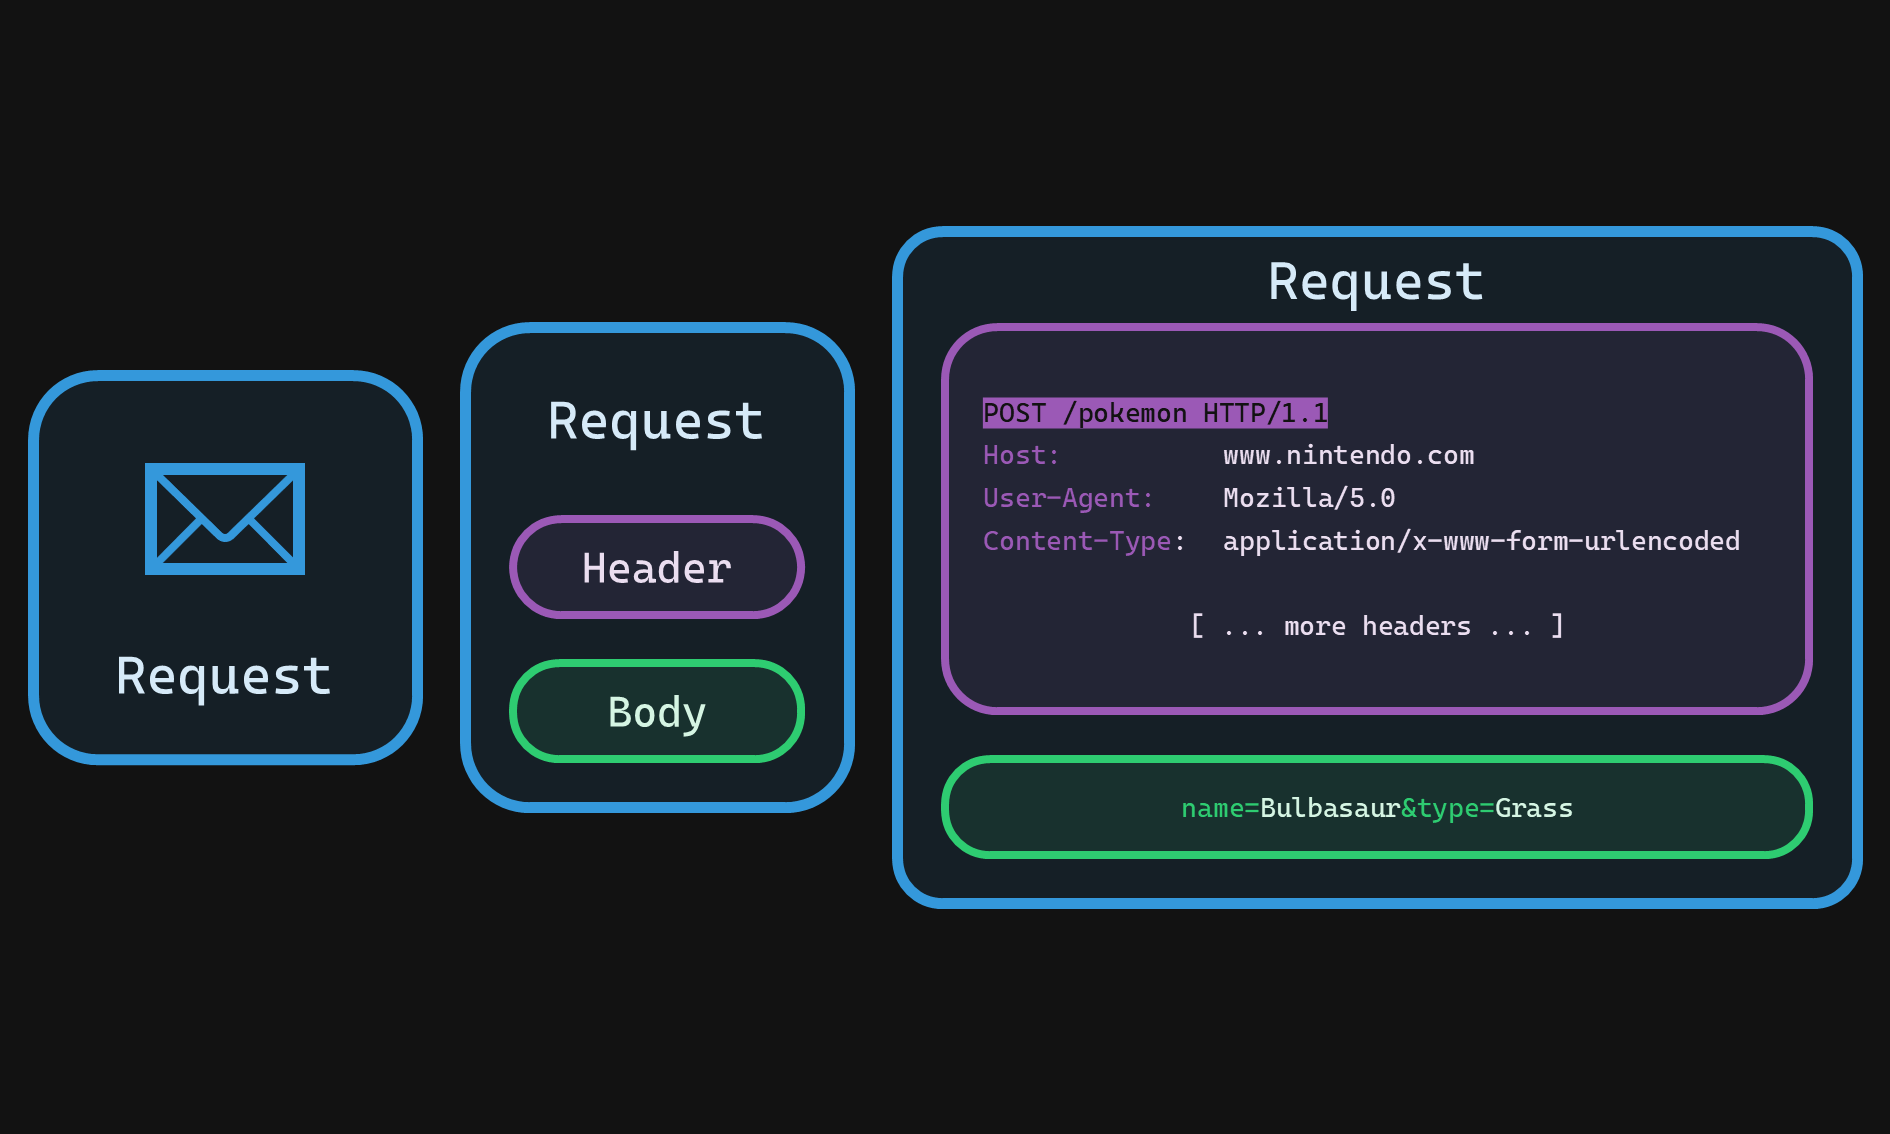 Request
Request
Header
Body
Request
POST /pokemon HTTP/1.1
Host: www.nintendo.com
User-Agent: Mozilla/5.0
Content-Type: application/x-www-form-urlencoded
[ ... more headers ... ]
name=Bulbasaur&type=Grass